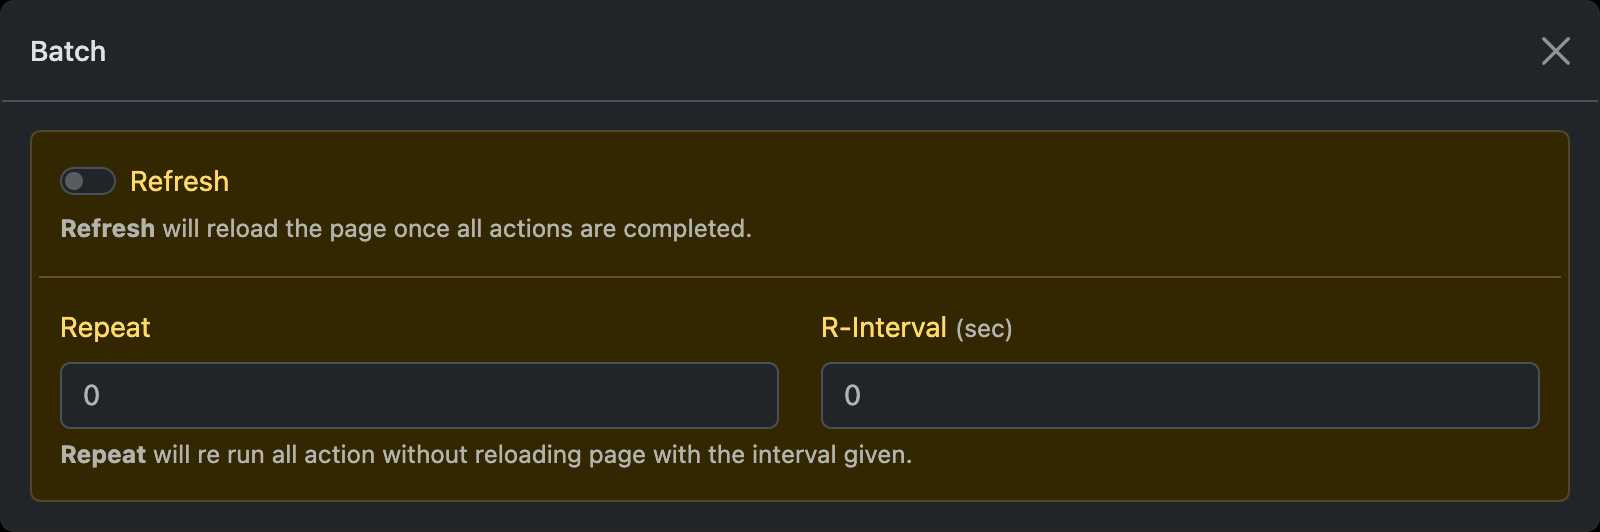 Batch
Refresh
Refresh will reload the page once all actions are completed.
Repeat
R-Interval (sec)
0
0
Repeat will re run all action without reloading page with the interval given.